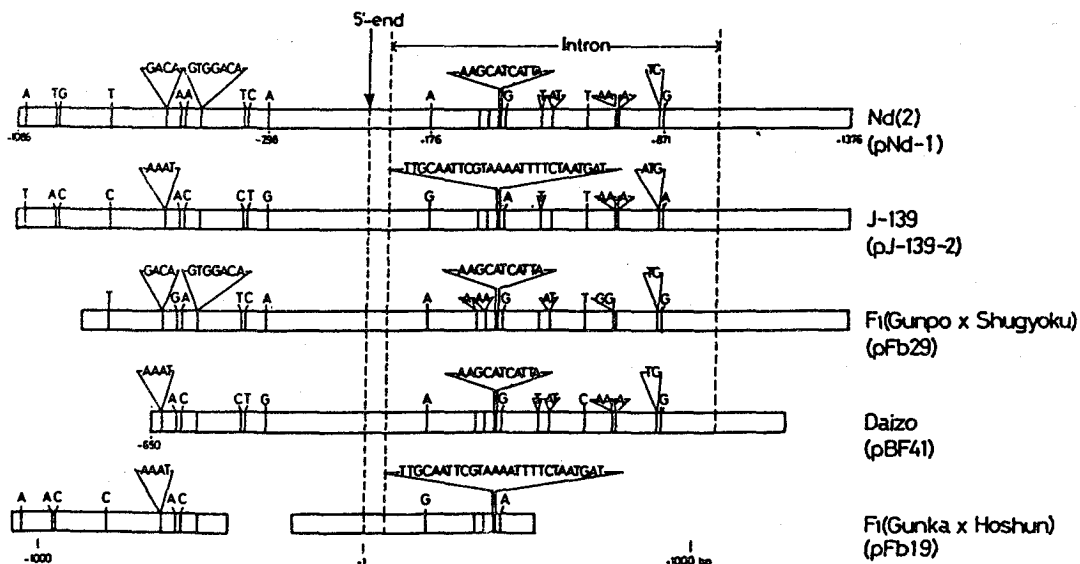 5'-end
Intron
GACA GTGGACA AAGCATCATTA TC
A TG T AA TC A A G T AT T AA A G
-1086 -298 -176 -871 -1376
Nd(2)
(pNd-1)
AAAT TTGCAATTCGTAAAATTTTCTAATGAT ATG
T AC C AC CT G G A T T AA A A
J-139
(pJ-139-2)
GACA GTGGACA AAGCATCATTA TG
T GA TC A A A AA G AT T GG G
F1(Gunpo x Shugyoku)
(pFb29)
AAAT AAGCATCATTA TG
AC CT G A G T AT C AA A G
-650
Daizo
(pBF41)
AAAT TTGCAATTCGTAAAATTTTCTAATGAT
A AC C AC G A
F1(Gunka x Hoshun)
(pFb19)
-1000 -1 -1000 bp